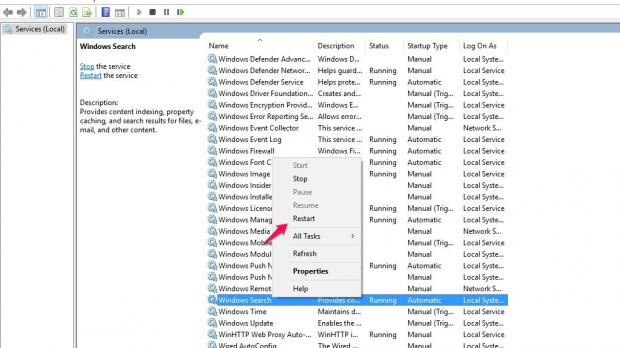 Services (Local)
Services (Local)
Windows Search
Stop the service
Restart the service
Description:
Provides content indexing, property
caching, and search results for files, e-
mail, and other content.
Name Description Status Startup Type Log On As
Windows Defender Advanc... Windows D... Manual Local Syste...
Windows Defender Networ... Helps guard... Running Manual Local Service
Windows Defender Service Helps prote... Running Automatic Local Syste...
Windows Driver Foundation... Creates and... Running Manual (Trig... Local Syste...
Windows Encryption Provid... Windows En... Manual (Trig... Local Service
Windows Error Reporting Se... Allows error... Manual (Trig... Local Syste...
Windows Event Collector This service ... Manual Network S...
Windows Event Log This service ... Running Automatic Local Service
Windows Firewall Windows Fi... Running Automatic Local Service
Windows Font C Running Automatic Local Service
Windows Image Running Manual Local Syste...
Windows Insider Manual Local Syste...
Windows Install Manual Local Syste...
Windows License Running Manual (Trig... Local Syste...
Windows Manag Running Automatic Local Syste...
Windows Media Manual Network S...
Windows Mobile Manual (Trig... Local Service
Windows Modul Manual Local Syste...
Windows Push N Running Automatic Local Syste...
Windows Push N Manual Local Syste...
Windows Remot Manual Network S...
Windows Search Provides co... Running Automatic Local Syste...
Windows Time Maintains d... Manual (Trig... Local Service
Windows Update Enables the ... Manual (Trig... Local Syste...
WinHTTP Web Proxy Auto-... WinHTTP i... Running Manual Local Service
Wired AutoConfig The Wired ... Manual Local Syste...
Start
Stop
Pause
Resume
Restart
All Tasks
Refresh
Properties
Help